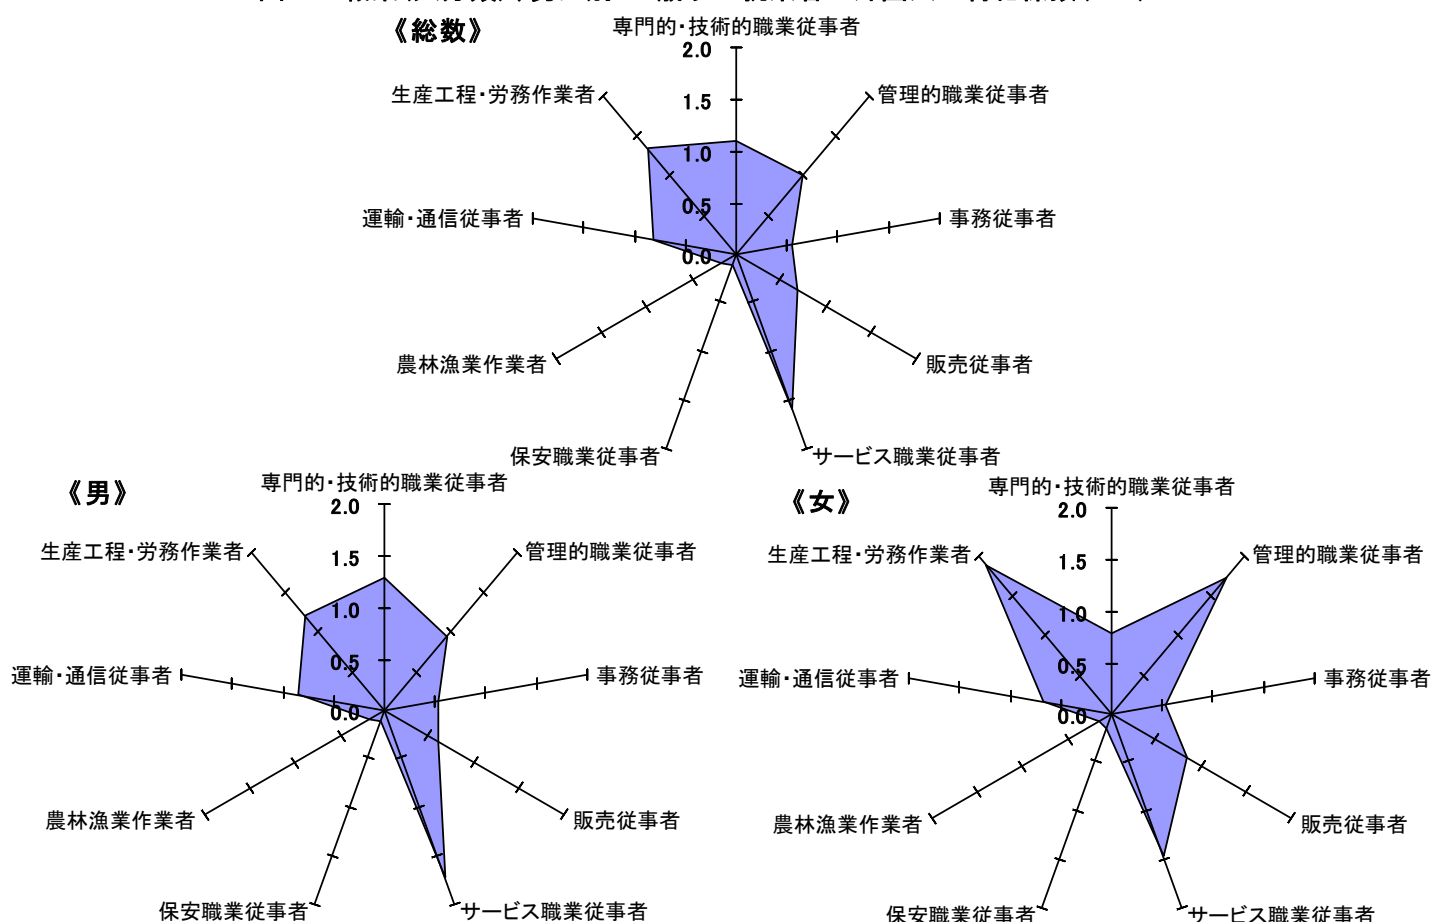 《総数》
専門的・技術的職業従事者
2.0
生産工程・労務作業者
管理的職業従事者
1.5
1.0
運輸・通信従事者
0.5
事務従事者
0.0
農林漁業作業者
販売従事者
保安職業従事者
サービス職業従事者
《男》
専門的・技術的職業従事者
2.0
生産工程・労務作業者
管理的職業従事者
1.5
1.0
運輸・通信従事者
0.5
事務従事者
0.0
農林漁業作業者
販売従事者
保安職業従事者
サービス職業従事者
《女》
専門的・技術的職業従事者
2.0
生産工程・労務作業者
管理的職業従事者
1.5
1.0
運輸・通信従事者
0.5
事務従事者
0.0
農林漁業作業者
販売従事者
保安職業従事者
サービス職業従事者